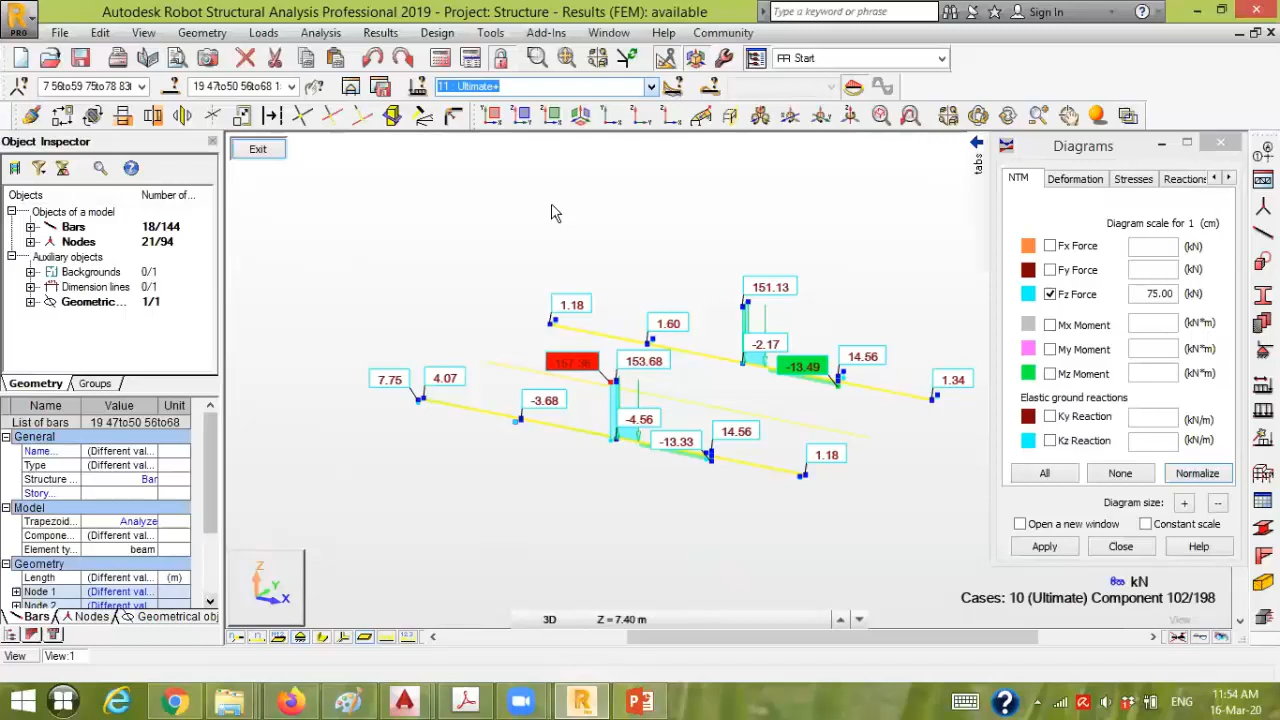 Autodesk Robot Structural Analysis Professional 2019 - Project: Structure - Results (FEM): available
Type a keyword or phrase
Sign In
PRO
File Edit View Geometry Loads Analysis Results Design Tools Add-Ins Window Help Community
Start
7 56to59 75to78 83
19 47to50 56to68 1
11 : Ultimate+
Object Inspector
Exit
tabs
Objects Number of...
Objects of a model
Bars 18/144
Nodes 21/94
Auxiliary objects
Backgrounds 0/1
Dimension lines 0/1
Geometric... 1/1
Geometry Groups
Name Value Unit
List of bars 19 47to50 56to68
General
Name... (Different val...
Type (Different val...
Structure Bar
Story...
Model
Trapezoid... Analyze
Compone... (Different val...
Element ty... beam
Geometry
Length (Different val... (m)
Node 1 (Different val...
Node 2 (Different val...
Bars Nodes Geometrical obj
View View:1
151.13
1.18
1.60
-2.17
14.56
157.36
153.68
-13.49
7.75
4.07
1.34
-3.68
-4.56
14.56
-13.33
1.18
Z
Y
X
3D Z = 7.40 m
kN
Cases: 10 (Ultimate) Component 102/198
View
Diagrams
NTM Deformation Stresses Reactions
Diagram scale for 1 (cm)
Fx Force (kN)
Fy Force (kN)
Fz Force 75.00 (kN)
Mx Moment (kN*m)
My Moment (kN*m)
Mz Moment (kN*m)
Elastic ground reactions
Ky Reaction (kN/m)
Kz Reaction (kN/m)
All None Normalize
Diagram size: + --
Open a new window Constant scale
Apply Close Help
ENG
11:54 AM
16-Mar-20